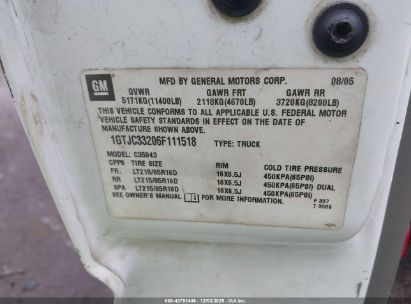 GM
MFD BY GENERAL MOTORS CORP. 08/05
GVWR GAWR FRT GAWR RR
5171KG(11400LB) 2118KG(4670LB) 3720KG(8200LB)
THIS VEHICLE CONFORMS TO ALL APPLICABLE U.S. FEDERAL MOTOR
VEHICLE SAFETY STANDARDS IN EFFECT ON THE DATE OF
MANUFACTURE SHOWN ABOVE.
1GTJC33206F111518 TYPE: TRUCK
MODEL: C35943
TIRE SIZE RIM COLD TIRE PRESSURE
FR. LT215/85R16D 16X6.5J 450KPA(65PSI)
RR LT215/85R16D 16X6.5J 450KPA(65PSI) DUAL
SPA LT215/85R16D 16X6.5J 450KPA(65PSI)
SEE OWNER'S MANUAL FOR MORE INFORMATION.